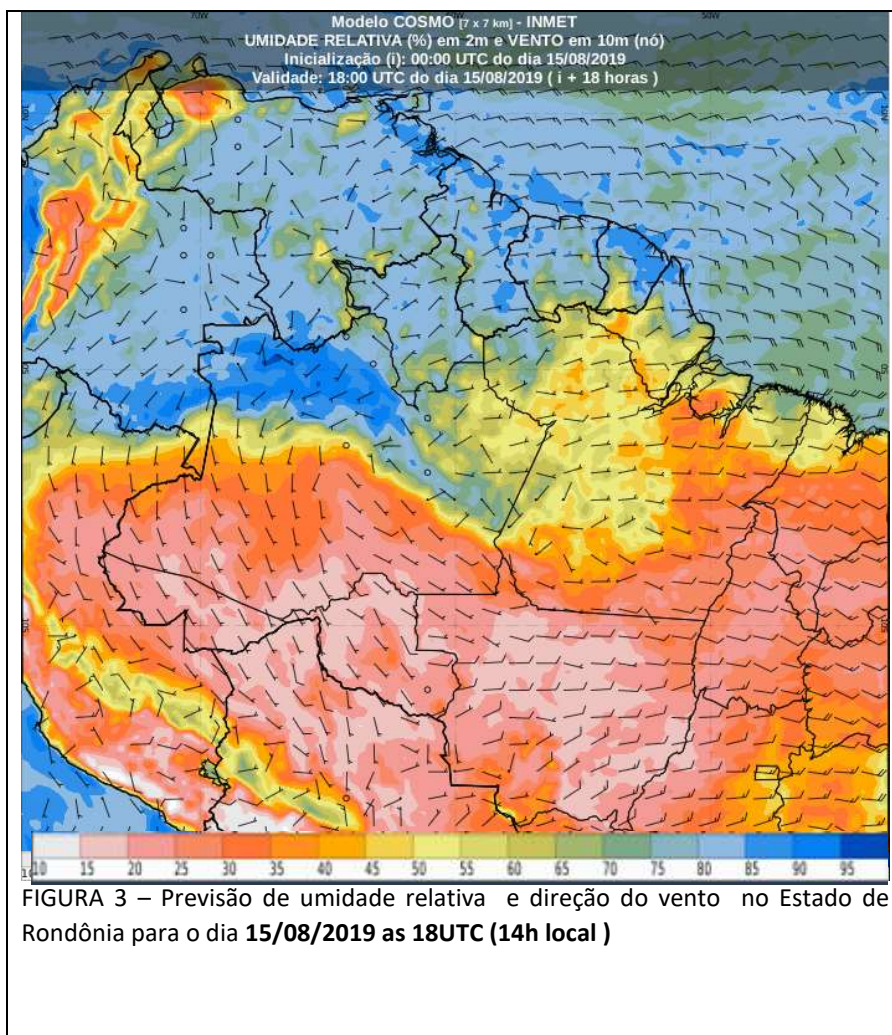 Modelo COSMO [7 x 7 km] - INMET
UMIDADE RELATIVA (%) em 2m e VENTO em 10m (nó)
Inicialização (i): 00:00 UTC do dia 15/08/2019
Validade: 18:00 UTC do dia 15/08/2019 ( i + 18 horas )
70W
50W
10 15 20 25 30 35 40 45 50 55 60 65 70 75 80 85 90 95
FIGURA 3 – Previsão de umidade relativa e direção do vento no Estado de
Rondônia para o dia 15/08/2019 as 18UTC (14h local )